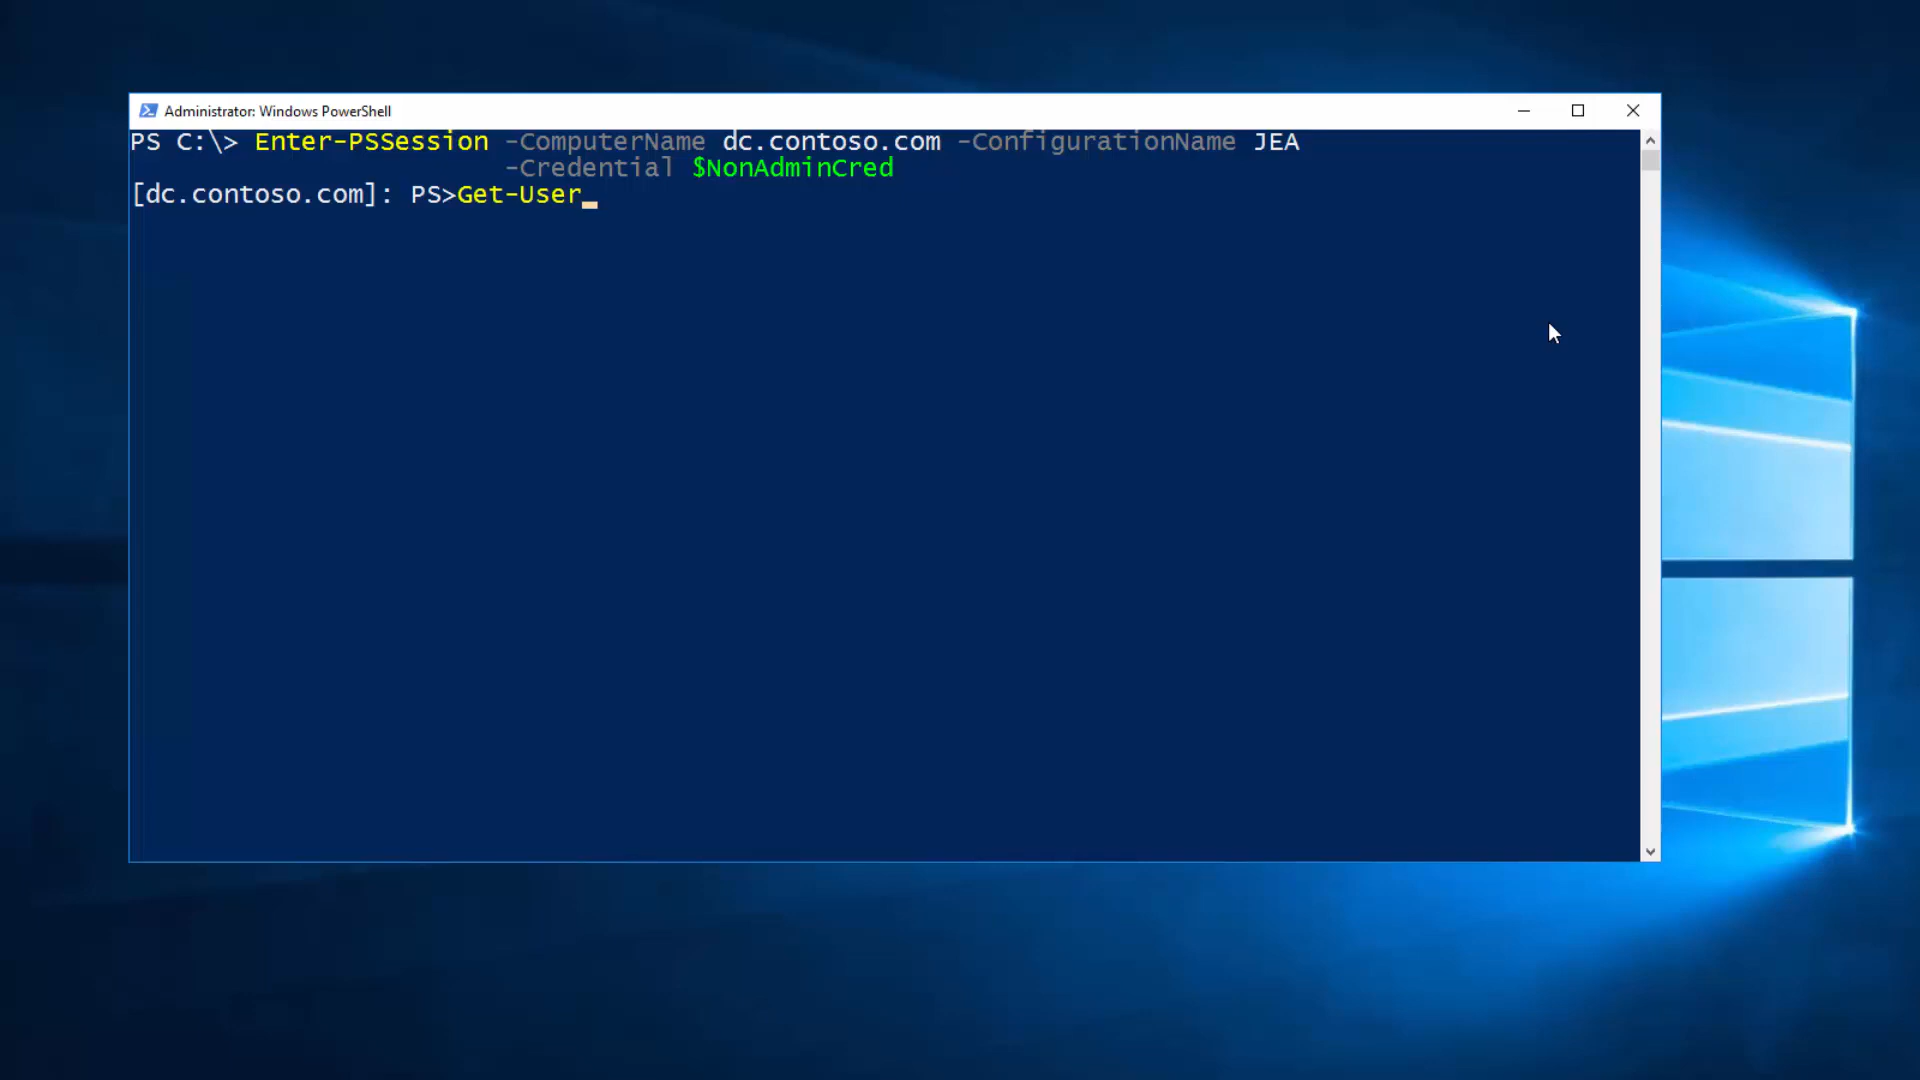 Administrator: Windows PowerShell
PS C:\> Enter-PSSession -ComputerName dc.contoso.com -ConfigurationName JEA
-Credential $NonAdminCred
[dc.contoso.com]: PS>Get-User_